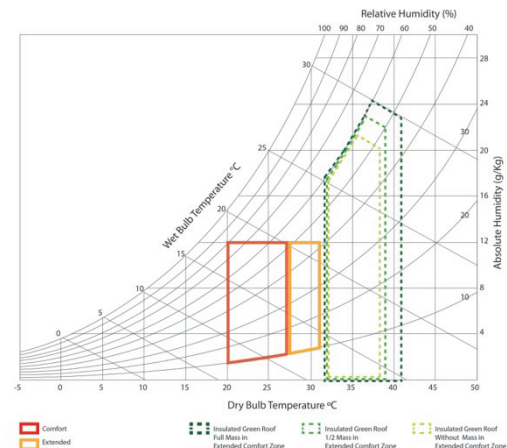 Relative Humidity (%)
100 90 80 70 60 50 40
28
30
24
30
25
20
Wet Bulb Temperature ºC
Absolute Humidity (g/Kg)
16
20
20
15
12
10
8
10
5
4
0
-5 0 5 10 15 20 25 30 35 40 45 50
Dry Bulb Temperature ºC
Comfort
Extended
Insulated Green Roof
Full Mass in
Extended Comfort Zone
Insulated Green Roof
1/2 Mass in
Extended Comfort Zone
Insulated Green Roof
Without Mass in
Extended Comfort Zone